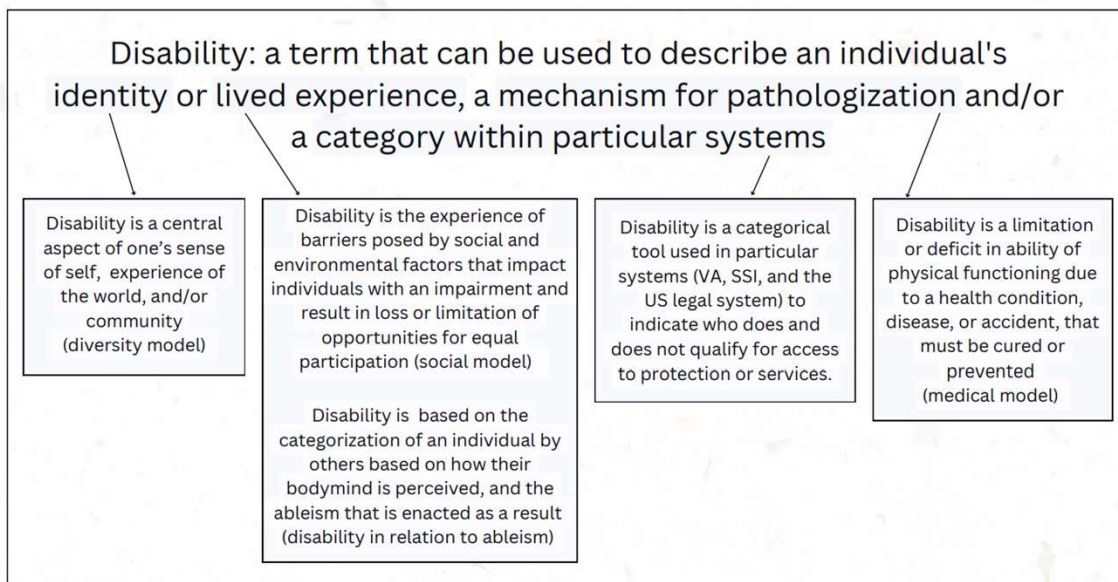 Disability: a term that can be used to describe an individual's
identity or lived experience, a mechanism for pathologization and/or
a category within particular systems
Disability is a central
aspect of one’s sense
of self, experience of
the world, and/or
community
(diversity model)
Disability is the experience of
barriers posed by social and
environmental factors that impact
individuals with an impairment and
result in loss or limitation of
opportunities for equal
participation (social model)
Disability is based on the
categorization of an individual by
others based on how their
bodymind is perceived, and the
ableism that is enacted as a result
(disability in relation to ableism)
Disability is a categorical
tool used in particular
systems (VA, SSI, and the
US legal system) to
indicate who does and
does not qualify for access
to protection or services.
Disability is a limitation
or deficit in ability of
physical functioning due
to a health condition,
disease, or accident, that
must be cured or
prevented
(medical model)